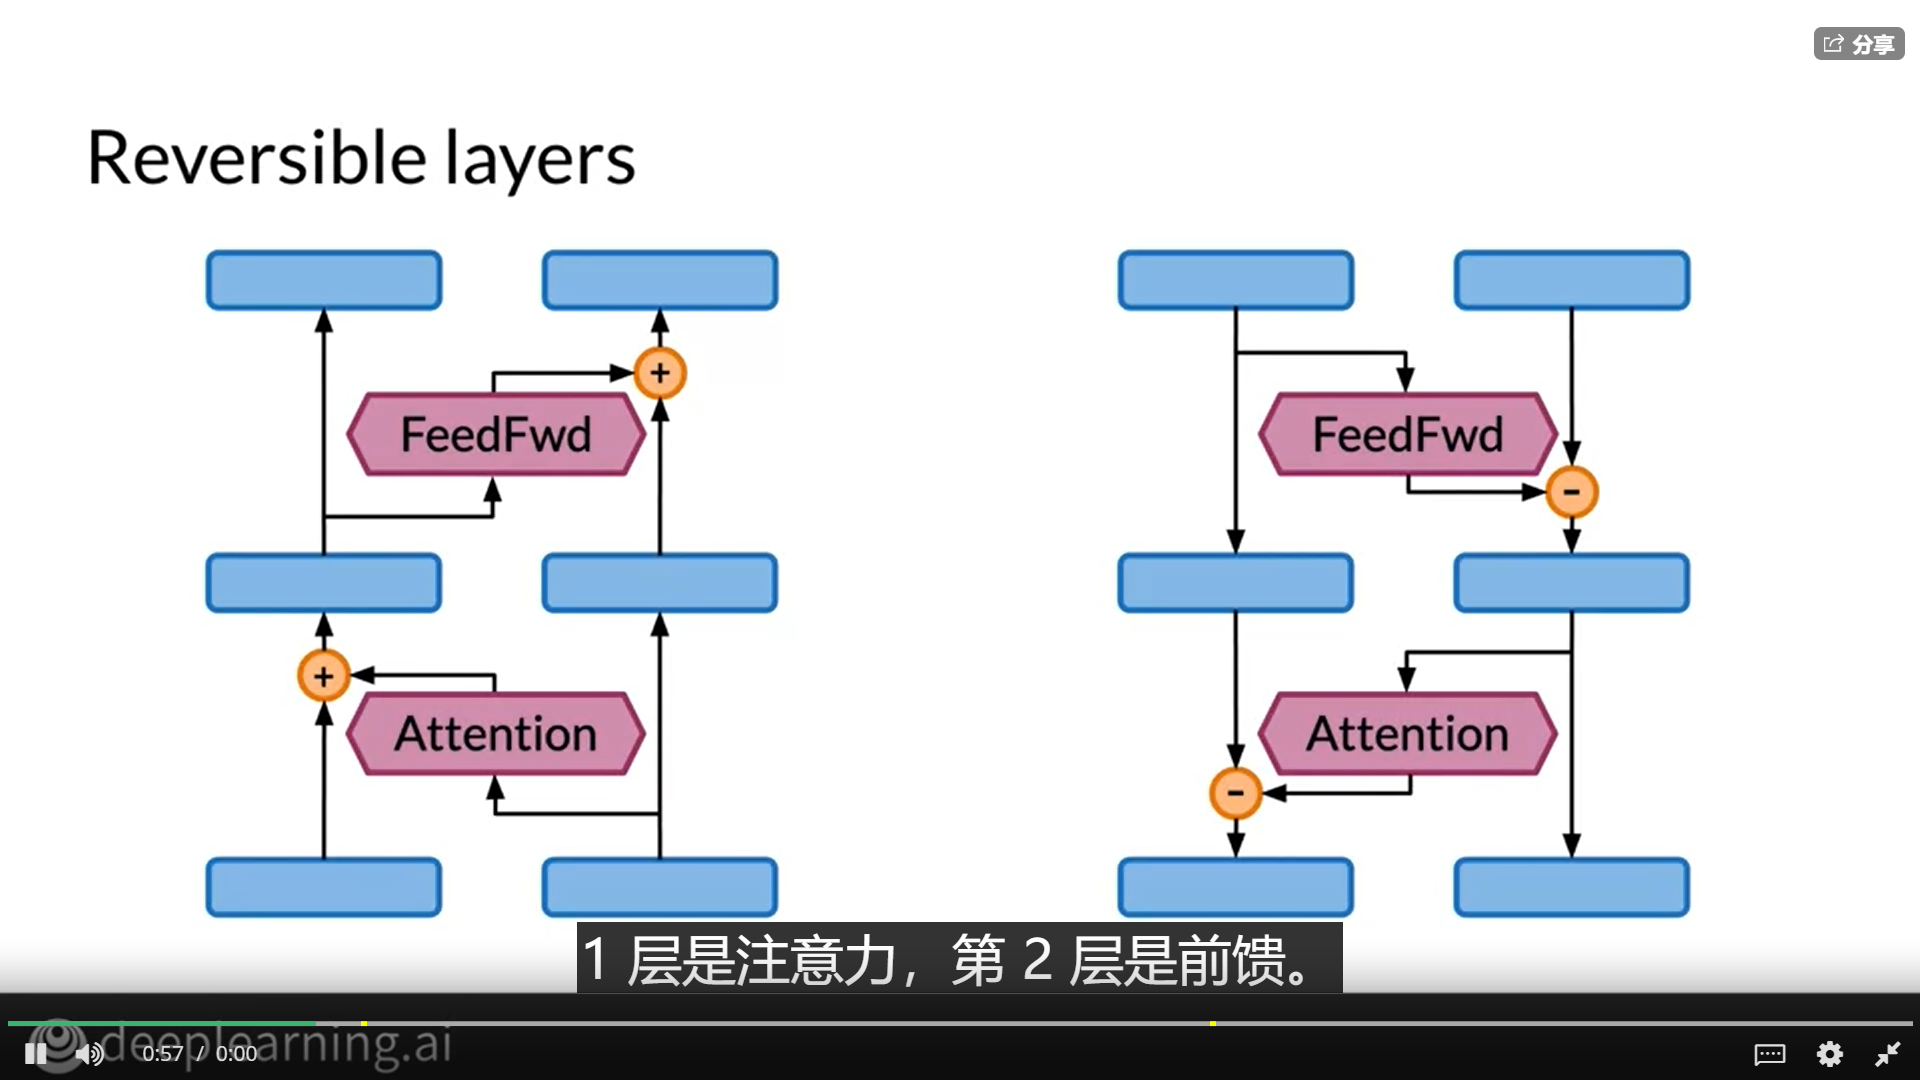 分享
Reversible layers
+
FeedFwd
FeedFwd
-
+
Attention
Attention
-
1 层是注意力，第 2 层是前馈。
deeplearning.ai
0:57 / 0:00